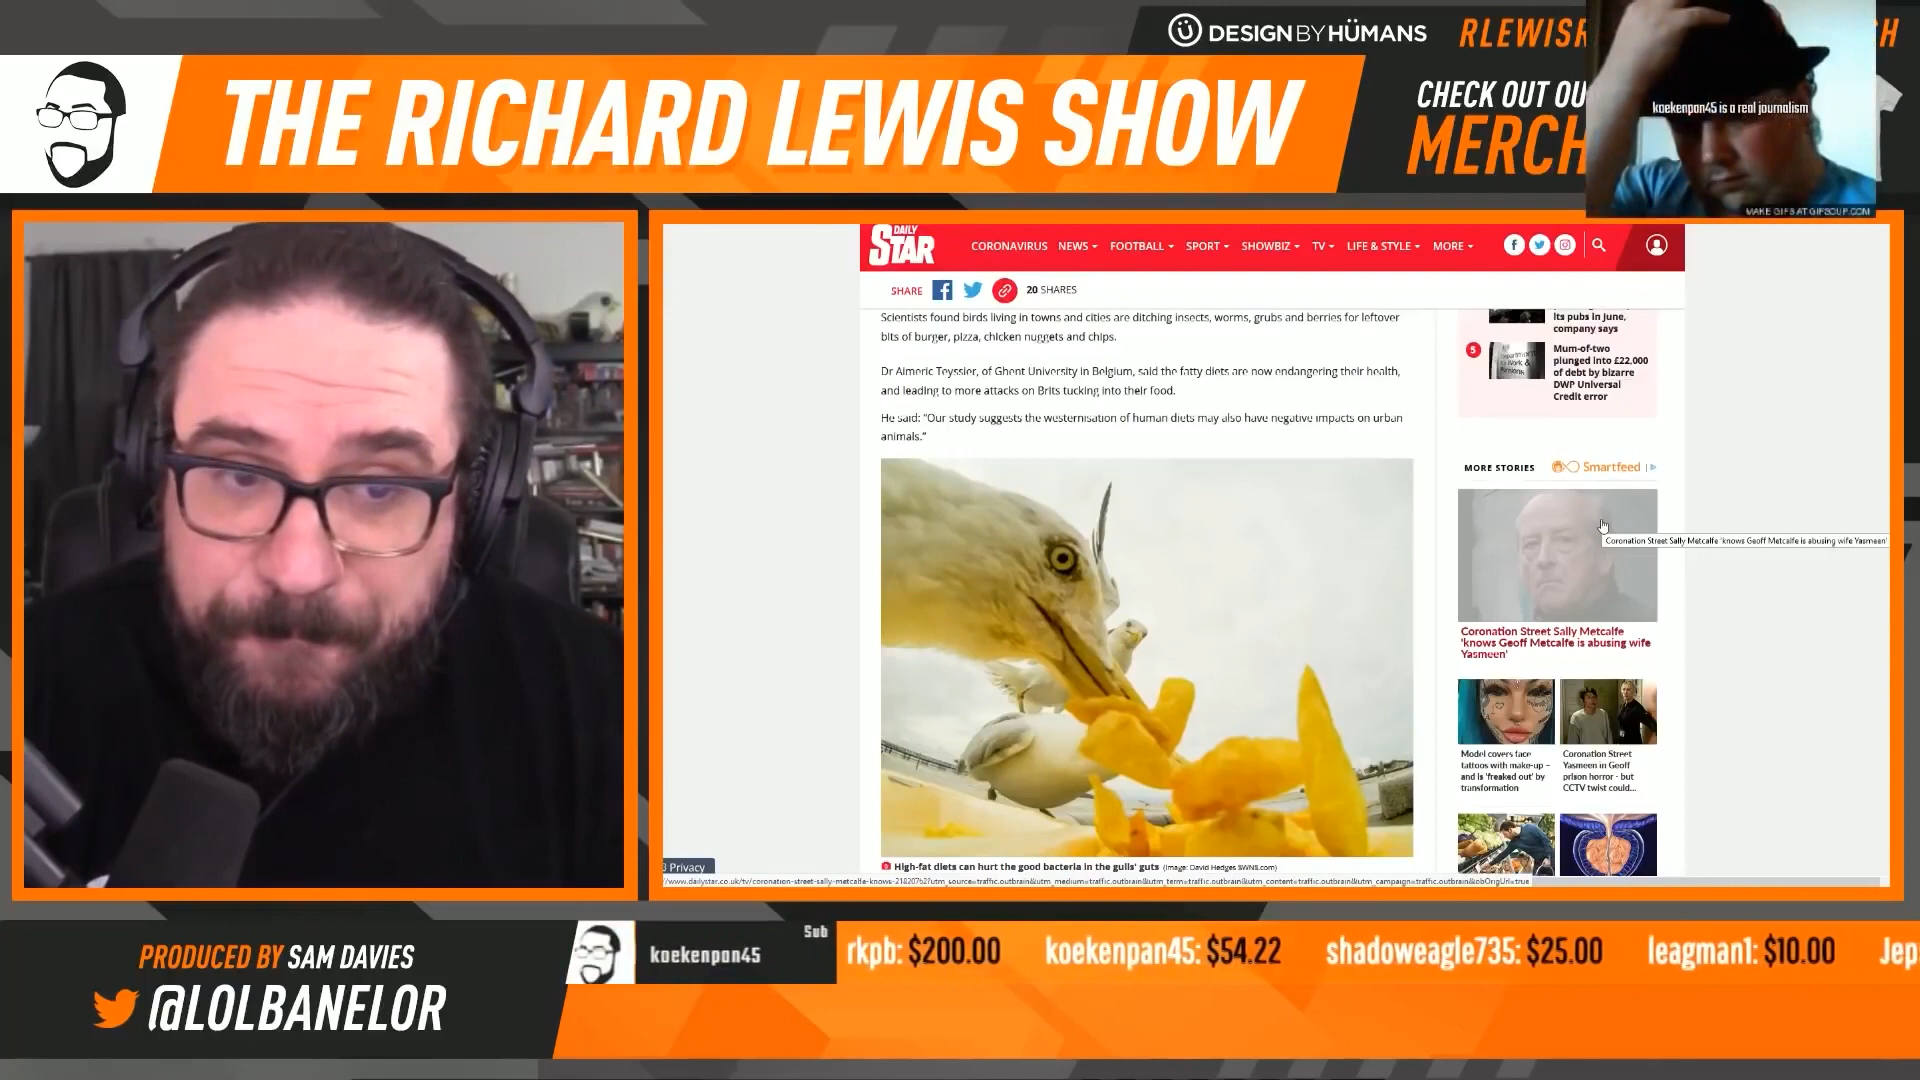 DESIGN BY HÜMANS
RLEWISR
H
THE RICHARD LEWIS SHOW
CHECK OUT OU
MERCH
koekenpan45 is a real journalism
MAKE GIFS AT GIFSOUP.COM
DAILY
STAR
CORONAVIRUS NEWS FOOTBALL SPORT SHOWBIZ TV LIFE & STYLE MORE
SHARE 20 SHARES
Scientists found birds living in towns and cities are ditching insects, worms, grubs and berries for leftover
bits of burger, pizza, chicken nuggets and chips.
Dr Aimeric Teyssier, of Ghent University in Belgium, said the fatty diets are now endangering their health,
and leading to more attacks on Brits tucking into their food.
He said: "Our study suggests the westernisation of human diets may also have negative impacts on urban
animals."
High-fat diets can hurt the good bacteria in the gulls' guts (Image: David Hedges SWNS.com)
Its pubs in June,
company says
5
Mum-of-two
plunged into £22,000
of debt by bizarre
DWP Universal
Credit error
MORE STORIES Smartfeed
Coronation Street Sally Metcalfe 'knows Geoff Metcalfe is abusing wife Yasmeen'
Coronation Street Sally Metcalfe
'knows Geoff Metcalfe is abusing wife
Yasmeen'
Model covers face
tattoos with make-up –
and is 'freaked out' by
transformation
Coronation Street
Yasmeen in Geoff
prison horror - but
CCTV twist could...
Privacy
PRODUCED BY SAM DAVIES
@LOLBANELOR
koekenpan45
Sub
rkpb: $200.00 koekenpan45: $54.22 shadoweagle735: $25.00 leagman1: $10.00 Jep